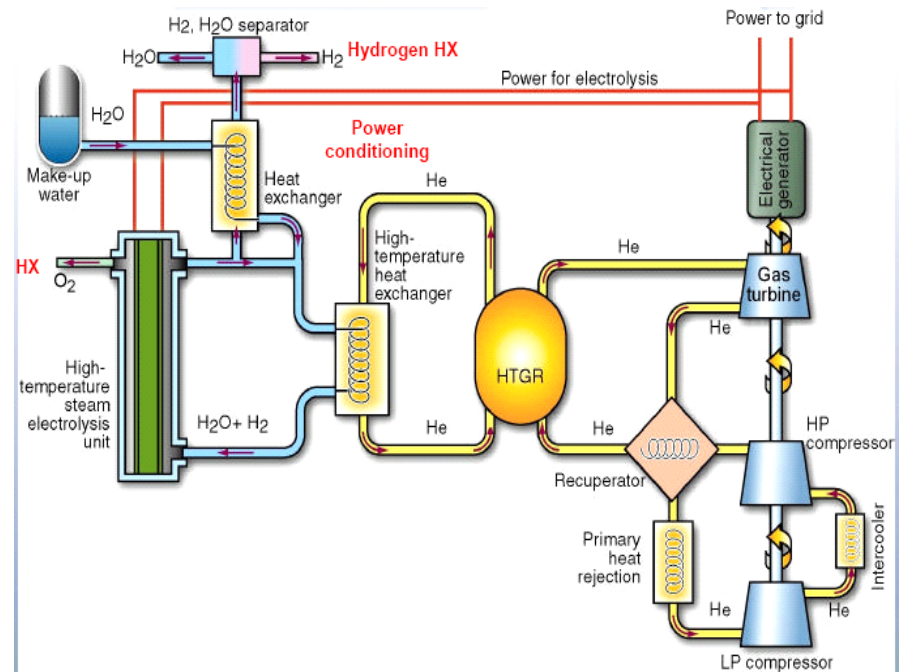 H2, H2O separator
Power to grid
H2O
H2
Hydrogen HX
Power for electrolysis
H2O
Power
conditioning
Make-up
water
Heat
exchanger
He
Electrical
generator
High-
temperature
heat
exchanger
He
Gas
turbine
He
HX
O2
HTGR
High-
temperature
steam
electrolysis
unit
H2O+ H2
He
He
HP
compressor
Recuperator
Primary
heat
rejection
Intercooler
He
He
LP compressor